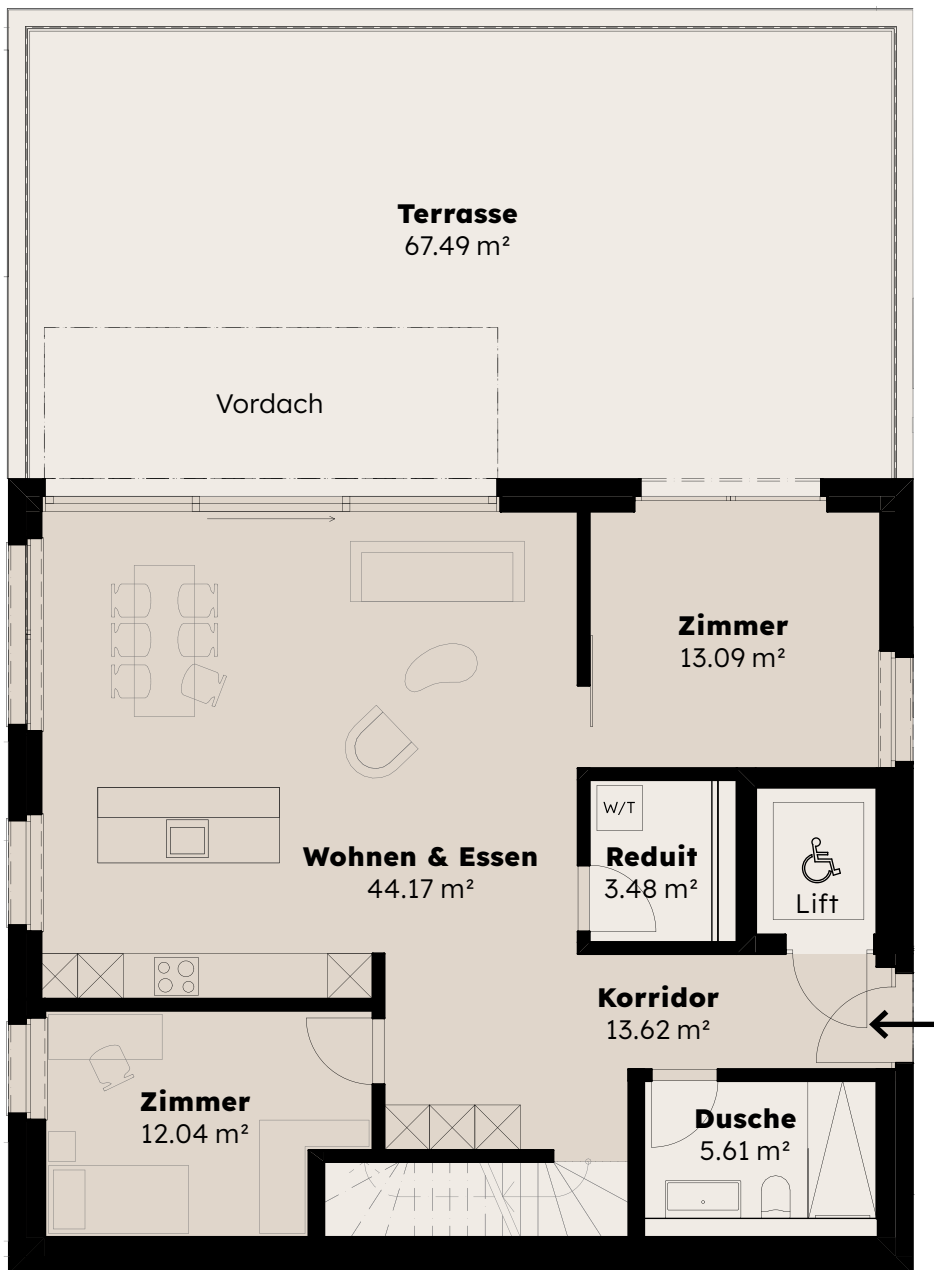 Terrasse
67.49 m²
Vordach
Zimmer
13.09 m²
W/T
Wohnen & Essen
44.17 m²
Reduit
3.48 m²
Lift
Korridor
13.62 m²
Zimmer
12.04 m²
Dusche
5.61 m²